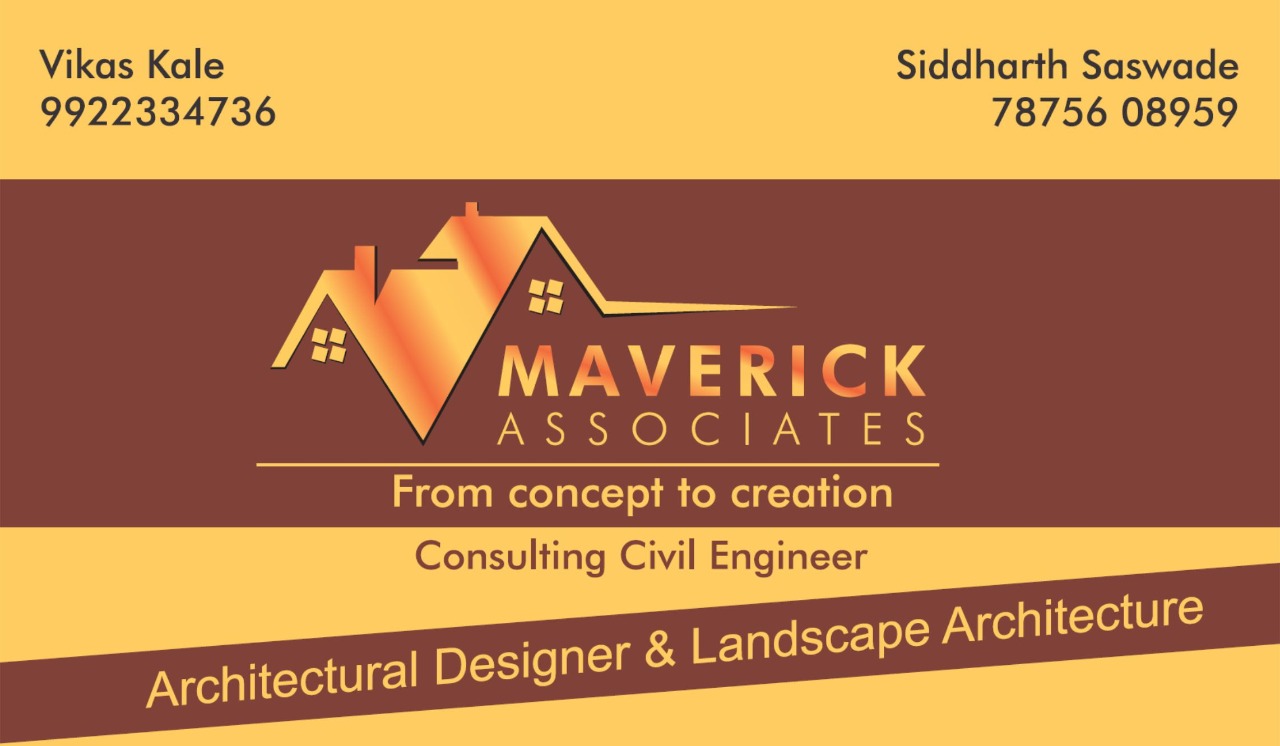 Vikas Kale
9922334736
Siddharth Saswade
78756 08959
MAVERICK
ASSOCIATES
From concept to creation
Consulting Civil Engineer
Architectural Designer & Landscape Architecture